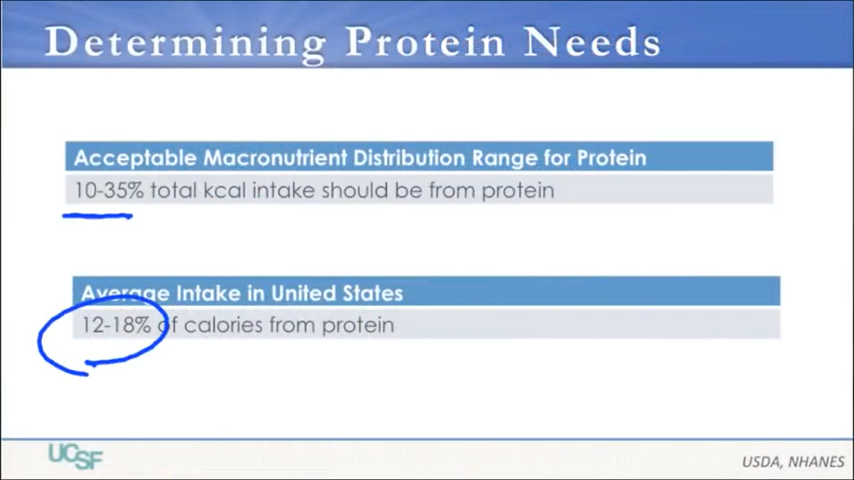 Determining Protein Needs
Acceptable Macronutrient Distribution Range for Protein
10-35% total kcal intake should be from protein
Average Intake in United States
12-18% of calories from protein
UCSF
USDA, NHANES